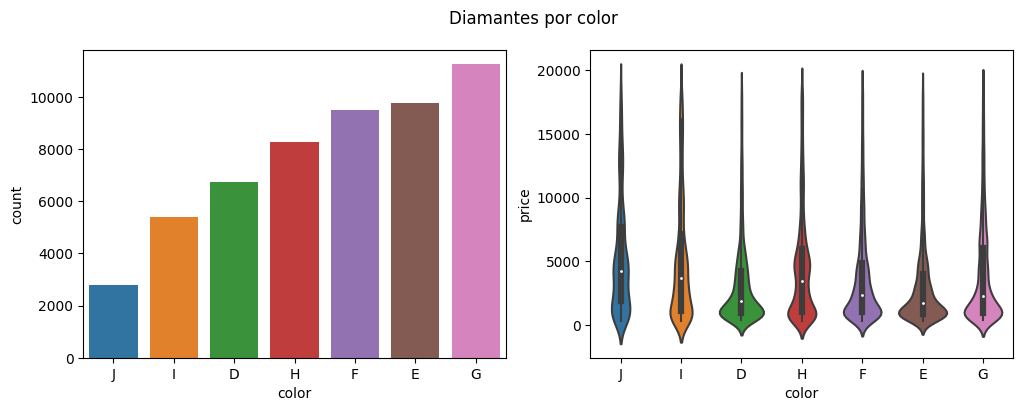 Diamantes por color
10000
8000
6000
4000
2000
0
count
J I D H F E G
color
20000
15000
10000
5000
0
price
J I D H F E G
color